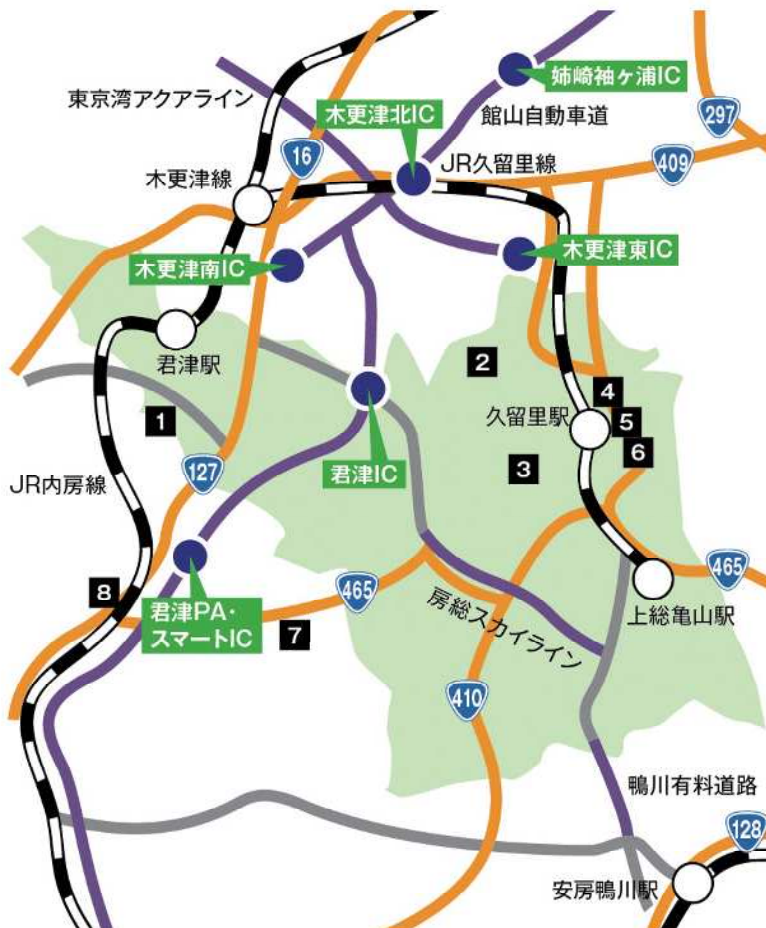 姉崎袖ヶ浦IC
東京湾アクアライン
木更津北IC
館山自動車道
297
16
JR久留里線
409
木更津線
木更津南IC
木更津東IC
君津駅
2
4
久留里駅
5
1
6
君津IC
3
127
JR内房線
465
465
8
君津PA・
スマートIC
上総亀山駅
7
房総スカイライン
410
鴨川有料道路
128
安房鴨川駅